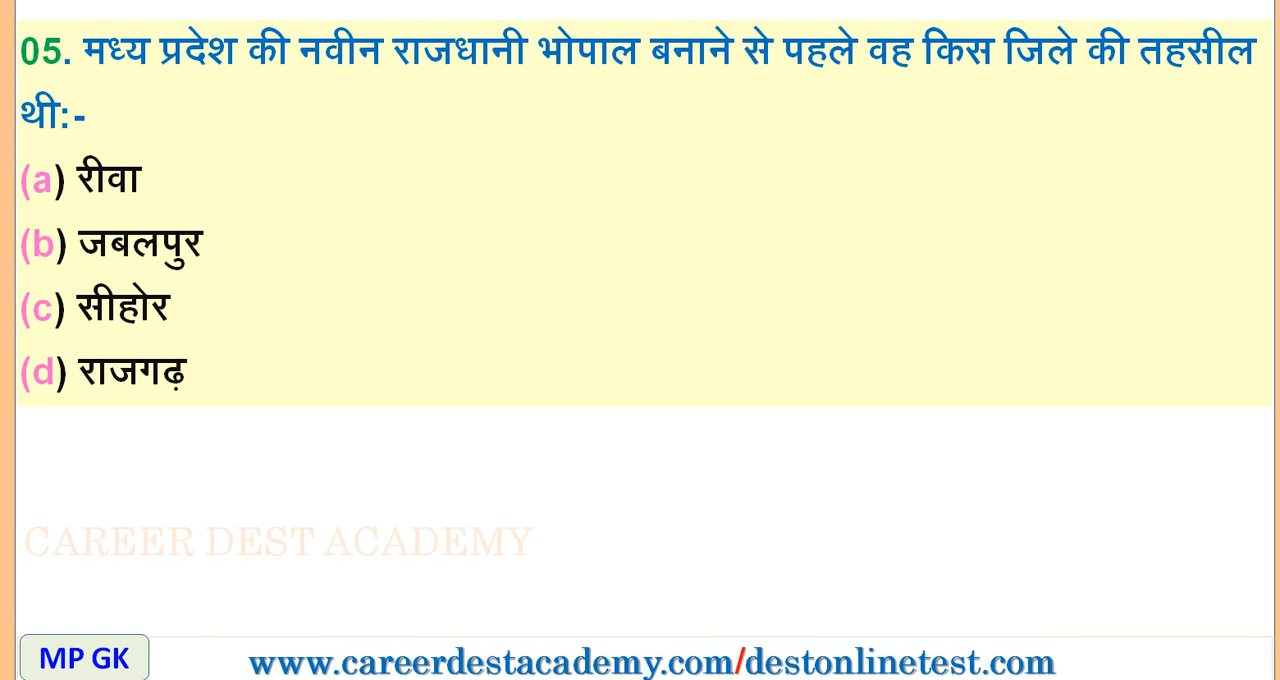 05. मध्य प्रदेश की नवीन राजधानी भोपाल बनाने से पहले वह किस जिले की तहसील
थी:-
(a) रीवा
(b) जबलपुर
(c) सीहोर
(d) राजगढ़
CAREER DEST ACADEMY
MP GK
www.careerdestacademy.com/destonlinetest.com